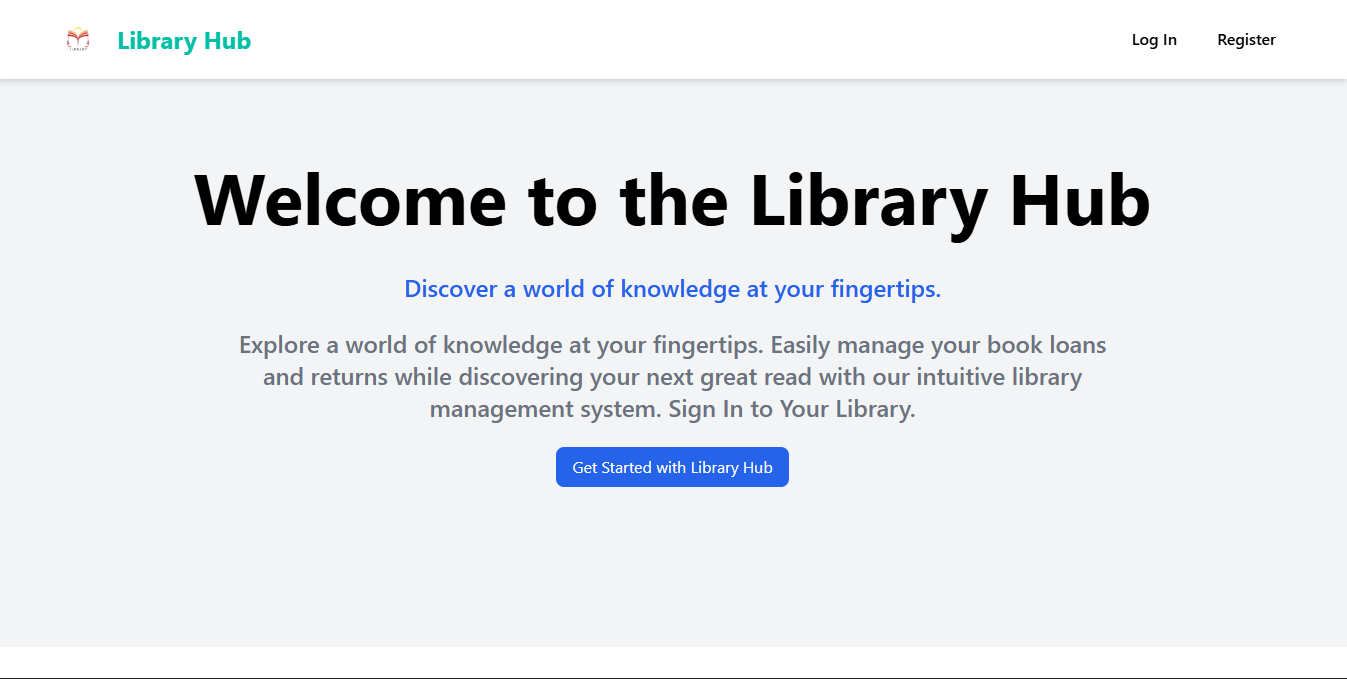 Library Hub
Log In
Register
Welcome to the Library Hub
Discover a world of knowledge at your fingertips.
Explore a world of knowledge at your fingertips. Easily manage your book loans
and returns while discovering your next great read with our intuitive library
management system. Sign In to Your Library.
Get Started with Library Hub